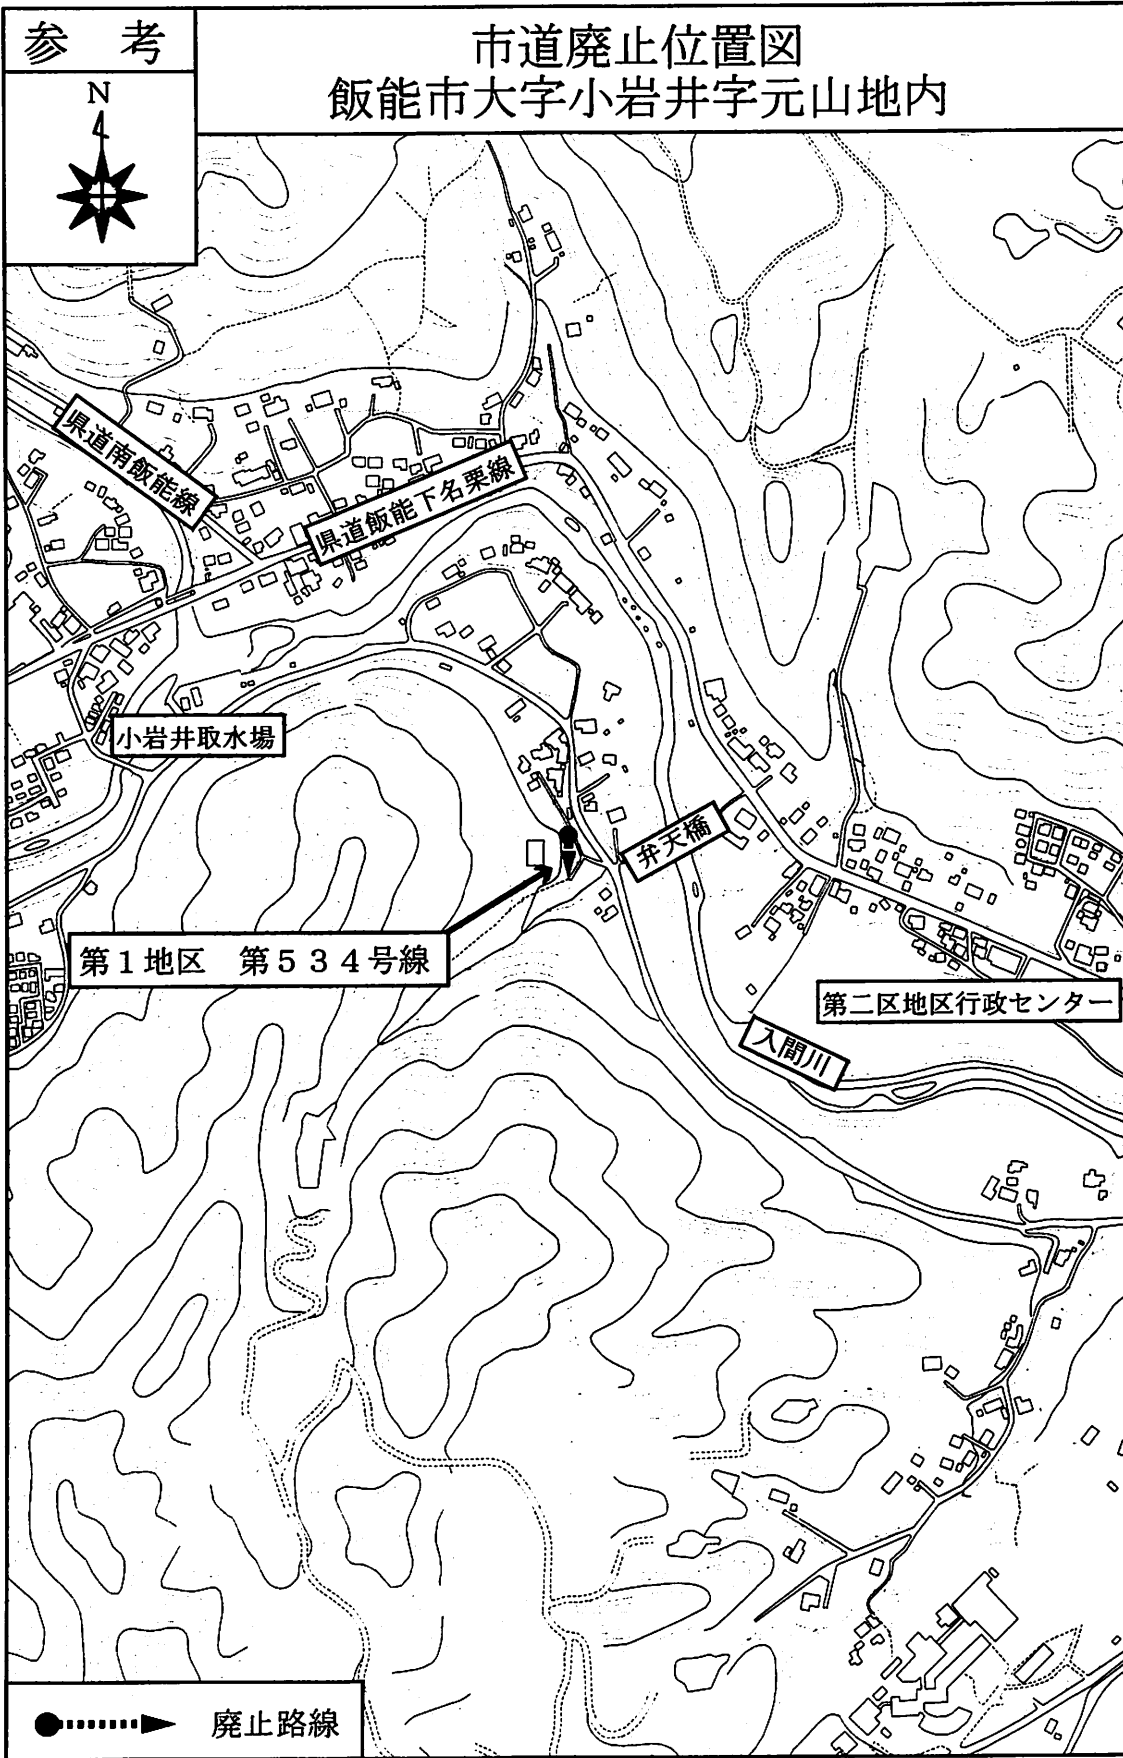 参 考
市道廃止位置図
飯能市大字小岩井字元山地内
N
県道南飯能線
県道飯能下名栗線
小岩井取水場
弁天橋
第1地区 第534号線
第二区地区行政センター
入間川
廃止路線